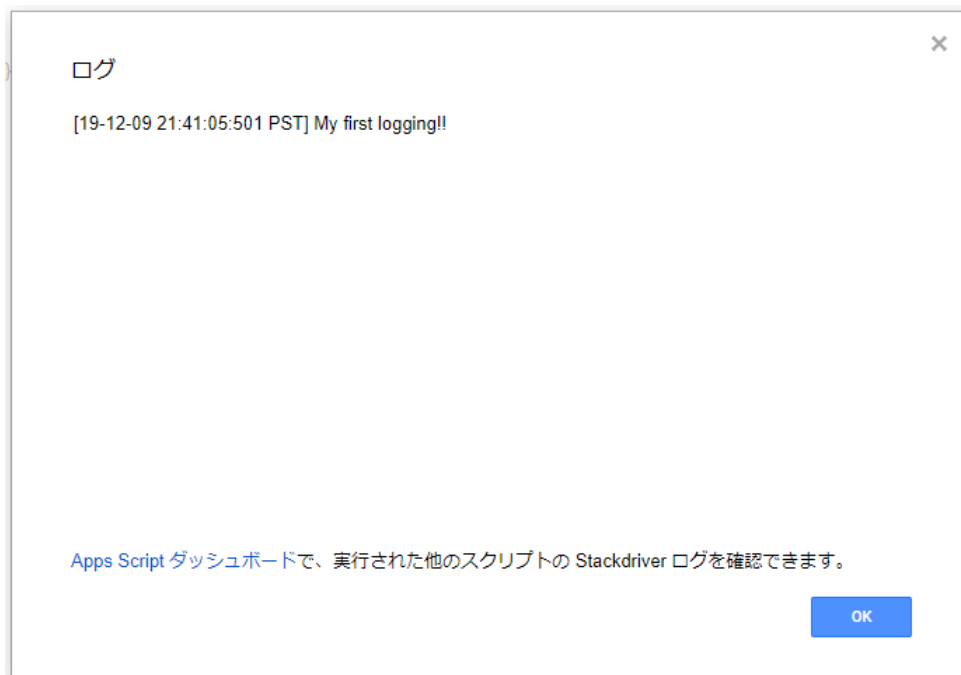 ログ
[19-12-09 21:41:05:501 PST] My first logging!!
Apps Script ダッシュボードで、実行された他のスクリプトの Stackdriver ログを確認できます。
OK